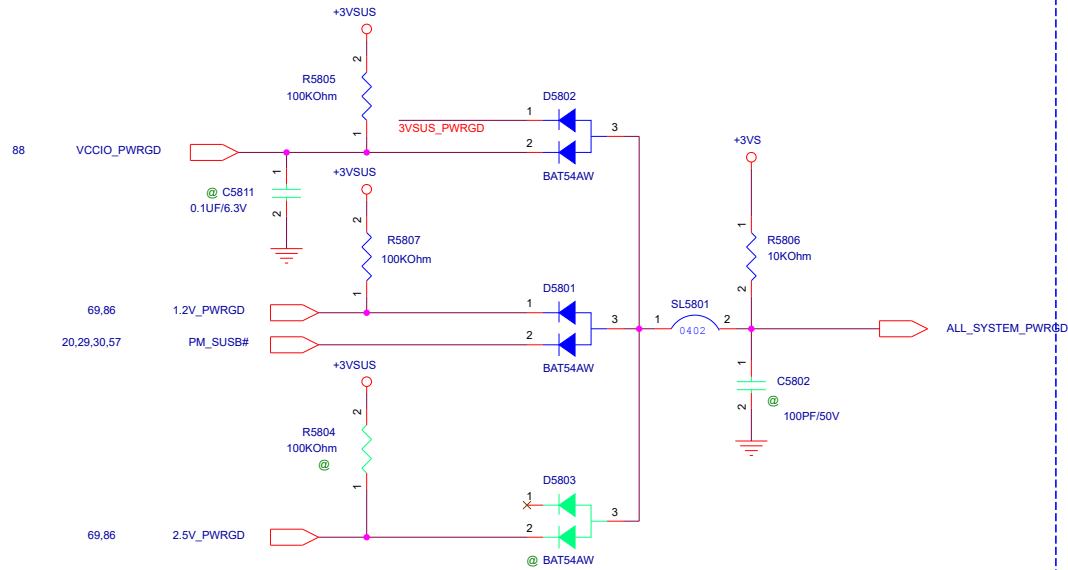 +3VSUS
2
R5805
100KOhm
1
D5802
1
3VSUS_PWRGD
3
2
BAT54AW
88 VCCIO_PWRGD
1
@ C5811
0.1UF/6.3V
2
+3VSUS
2
R5807
100KOhm
1
+3VS
1
R5806
10KOhm
2
D5801
69,86 1.2V_PWRGD
1
3
20,29,30,57 PM_SUSB#
2
BAT54AW
SL5801
1 2
0402
ALL_SYSTEM_PWRGD
1
C5802
@
2
100PF/50V
+3VSUS
2
R5804
100KOhm
@
1
D5803
1
3
69,86 2.5V_PWRGD
2
@ BAT54AW